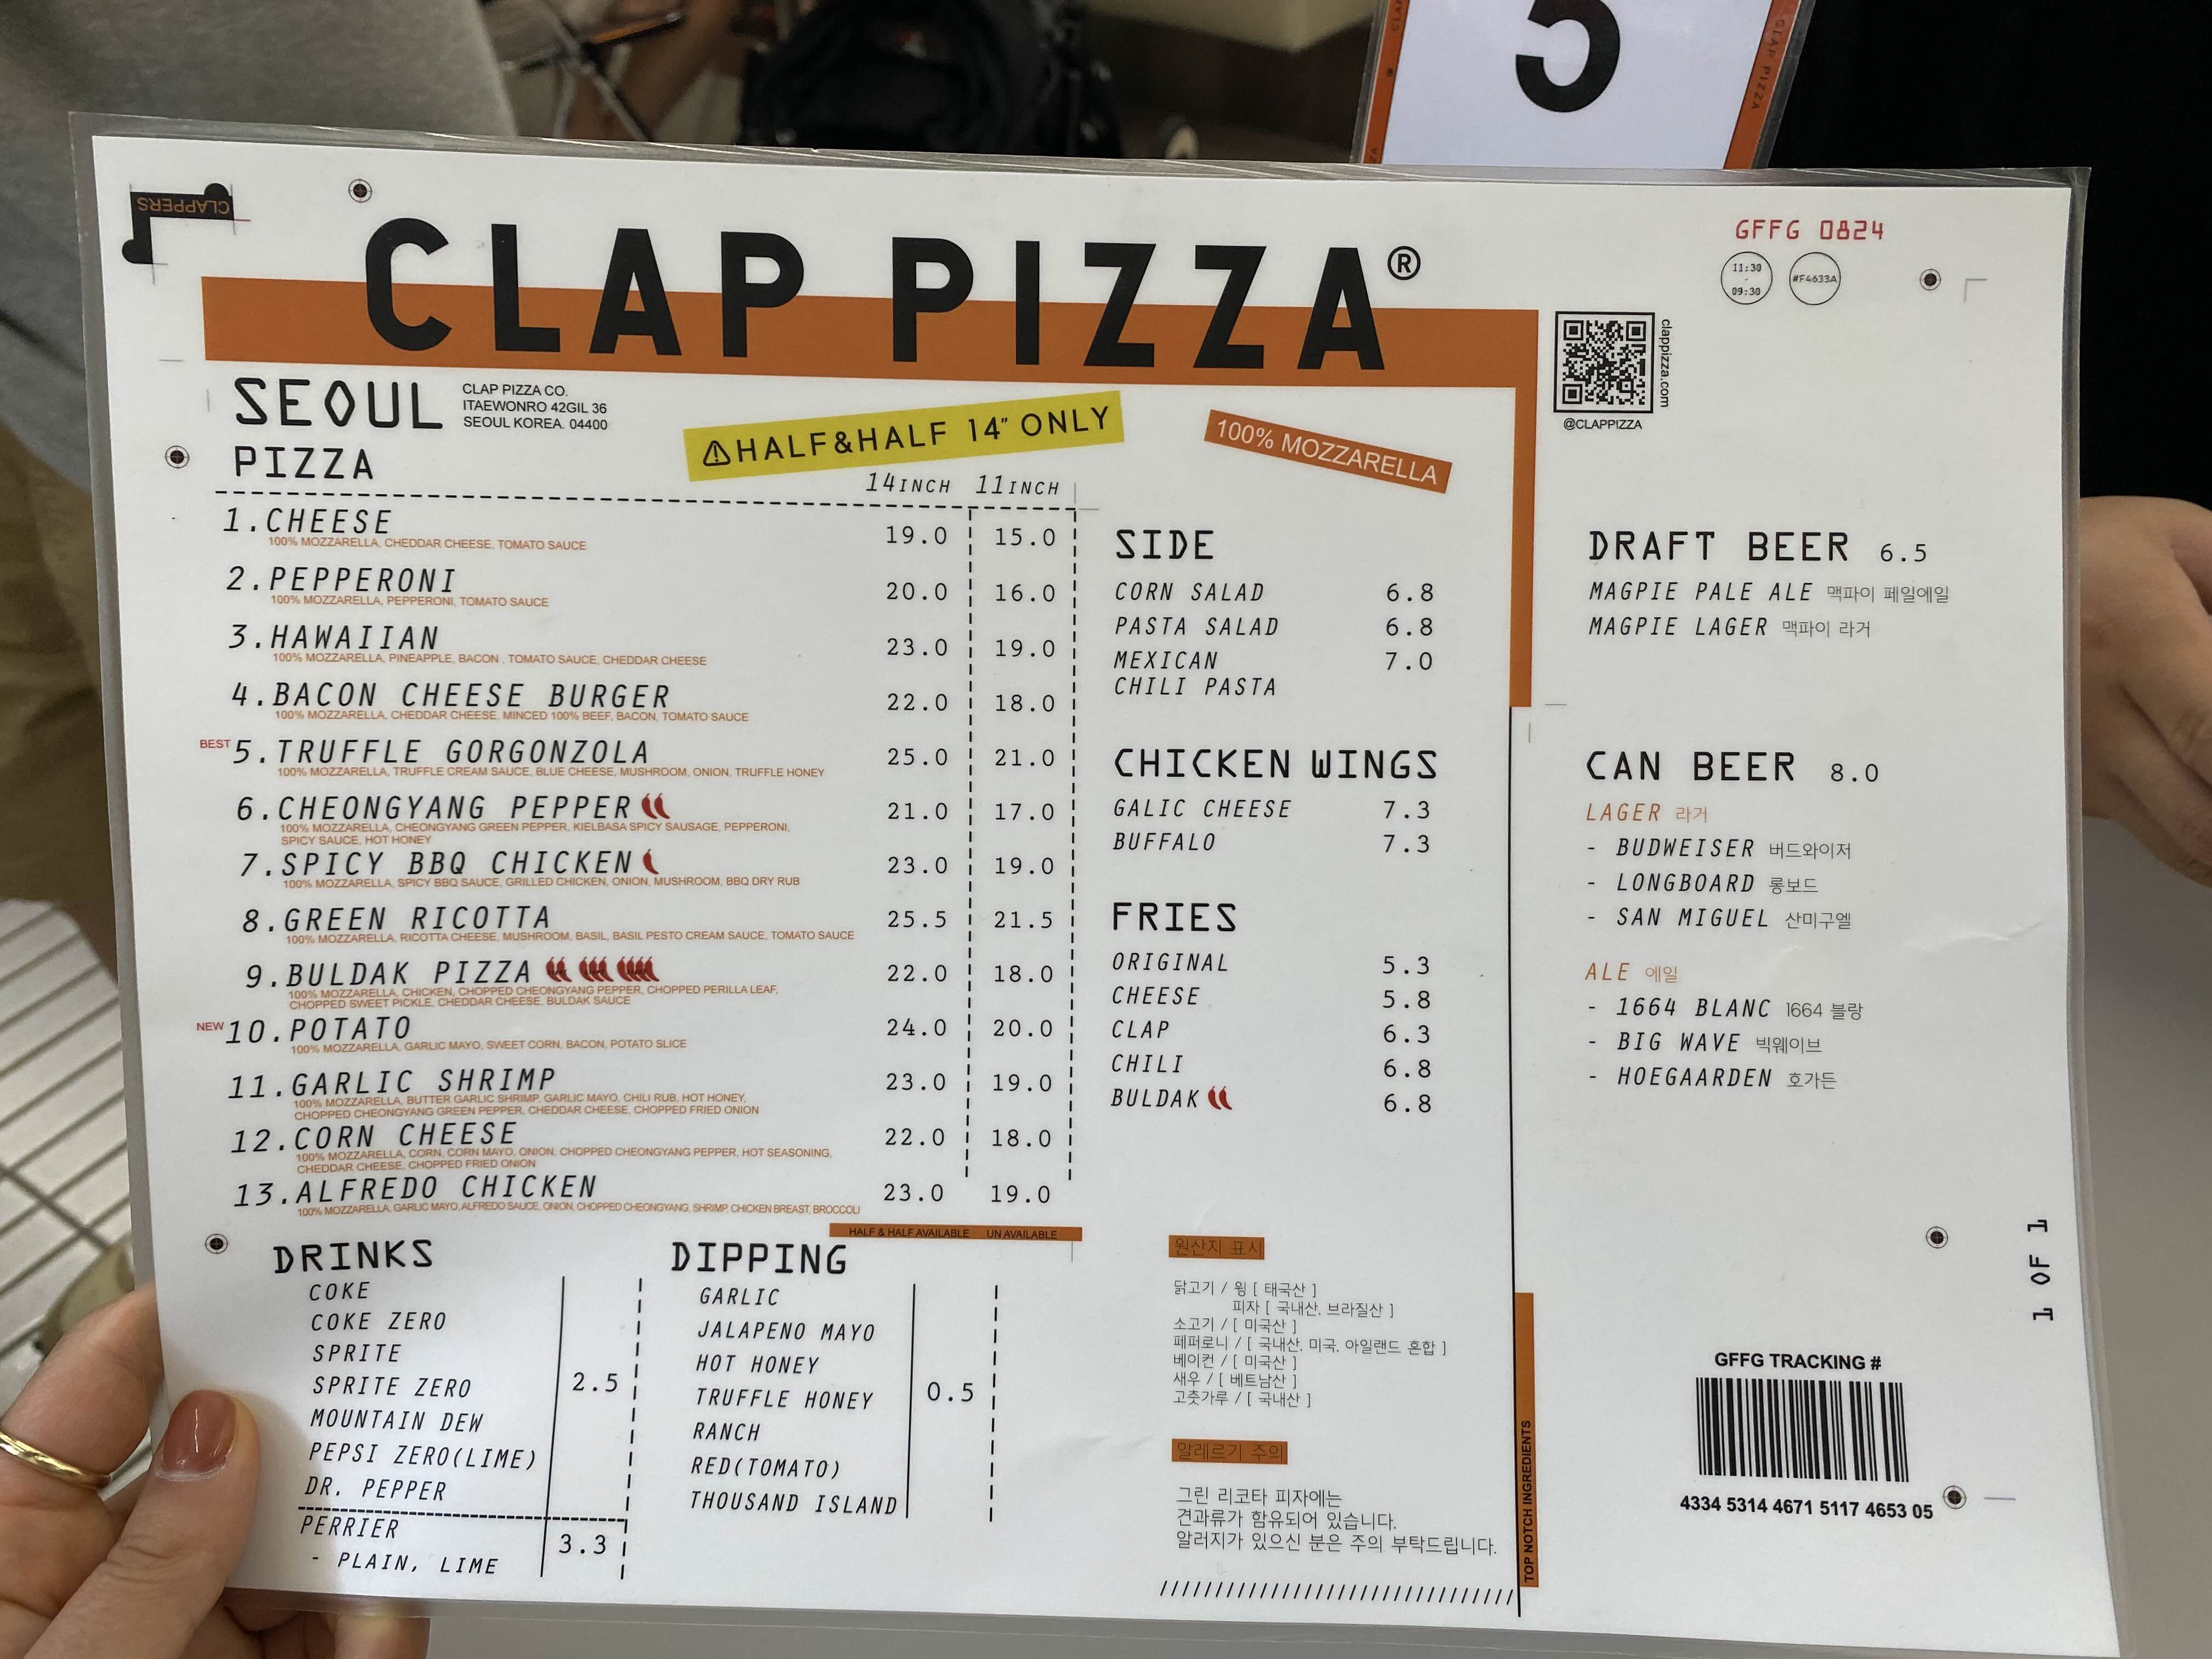 CLAPPERS
5
CLAP PIZZA
CLAP PIZZA®
GFFG 0824
11:30
-
09:30
#F4633A
clappizza.com
@CLAPPIZZA
SEOUL
CLAP PIZZA CO.
ITAEWONRO 42GIL 36
SEOUL KOREA. 04400
⚠HALF&HALF 14" ONLY
100% MOZZARELLA
PIZZA
14INCH 11INCH
1.CHEESE 19.0 15.0
100% MOZZARELLA, CHEDDAR CHEESE, TOMATO SAUCE
2.PEPPERONI 20.0 16.0
100% MOZZARELLA, PEPPERONI, TOMATO SAUCE
3.HAWAIIAN 23.0 19.0
100% MOZZARELLA, PINEAPPLE, BACON , TOMATO SAUCE, CHEDDAR CHEESE
4.BACON CHEESE BURGER 22.0 18.0
100% MOZZARELLA, CHEDDAR CHEESE, MINCED 100% BEEF, BACON, TOMATO SAUCE
BEST 5.TRUFFLE GORGONZOLA 25.0 21.0
100% MOZZARELLA, TRUFFLE CREAM SAUCE, BLUE CHEESE, MUSHROOM, ONION, TRUFFLE HONEY
6.CHEONGYANG PEPPER 21.0 17.0
100% MOZZARELLA, CHEONGYANG GREEN PEPPER, KIELBASA SPICY SAUSAGE, PEPPERONI,
SPICY SAUCE, HOT HONEY
7.SPICY BBQ CHICKEN 23.0 19.0
100% MOZZARELLA, SPICY BBQ SAUCE, GRILLED CHICKEN, ONION, MUSHROOM, BBQ DRY RUB
8.GREEN RICOTTA 25.5 21.5
100% MOZZARELLA, RICOTTA CHEESE, MUSHROOM, BASIL, BASIL PESTO CREAM SAUCE, TOMATO SAUCE
9.BULDAK PIZZA 22.0 18.0
100% MOZZARELLA, CHICKEN, CHOPPED CHEONGYANG PEPPER, CHOPPED PERILLA LEAF,
CHOPPED SWEET PICKLE, CHEDDAR CHEESE, BULDAK SAUCE
NEW 10.POTATO 24.0 20.0
100% MOZZARELLA, GARLIC MAYO, SWEET CORN, BACON, POTATO SLICE
11.GARLIC SHRIMP 23.0 19.0
100% MOZZARELLA, BUTTER GARLIC SHRIMP, GARLIC MAYO, CHILI RUB, HOT HONEY,
CHOPPED CHEONGYANG GREEN PEPPER, CHEDDAR CHEESE, CHOPPED FRIED ONION
12.CORN CHEESE 22.0 18.0
100% MOZZARELLA, CORN, CORN MAYO, ONION, CHOPPED CHEONGYANG PEPPER, HOT SEASONING,
CHEDDAR CHEESE, CHOPPED FRIED ONION
13.ALFREDO CHICKEN 23.0 19.0
100% MOZZARELLA, GARLIC MAYO, ALFREDO SAUCE, ONION, CHOPPED CHEONGYANG, SHRIMP, CHICKEN BREAST, BROCCOLI
HALF & HALF AVAILABLE UN AVAILABLE
SIDE
CORN SALAD 6.8
PASTA SALAD 6.8
MEXICAN 7.0
CHILI PASTA
CHICKEN WINGS
GALIC CHEESE 7.3
BUFFALO 7.3
FRIES
ORIGINAL 5.3
CHEESE 5.8
CLAP 6.3
CHILI 6.8
BULDAK 6.8
DRAFT BEER 6.5
MAGPIE PALE ALE 맥파이 페일에일
MAGPIE LAGER 맥파이 라거
CAN BEER 8.0
LAGER 라거
- BUDWEISER 버드와이저
- LONGBOARD 롱보드
- SAN MIGUEL 산미구엘
ALE 에일
- 1664 BLANC 1664 블랑
- BIG WAVE 빅웨이브
- HOEGAARDEN 호가든
DRINKS
COKE
COKE ZERO
SPRITE
SPRITE ZERO
MOUNTAIN DEW
PEPSI ZERO(LIME)
DR. PEPPER
2.5
PERRIER
- PLAIN, LIME
3.3
DIPPING
GARLIC
JALAPENO MAYO
HOT HONEY
TRUFFLE HONEY
RANCH
RED(TOMATO)
THOUSAND ISLAND
0.5
원산지 표시
닭고기 / 윙 [ 태국산 ]
피자 [ 국내산, 브라질산 ]
소고기 / [ 미국산 ]
페퍼로니 / [ 국내산, 미국, 아일랜드 혼합 ]
베이컨 / [ 미국산 ]
새우 / [ 베트남산 ]
고춧가루 / [ 국내산 ]
알레르기 주의
그린 리코타 피자에는
견과류가 함유되어 있습니다.
알러지가 있으신 분은 주의 부탁드립니다.
////////////////////////////////
TOP NOTCH INGREDIENTS
1 OF 1
GFFG TRACKING #
4334 5314 4671 5117 4653 05